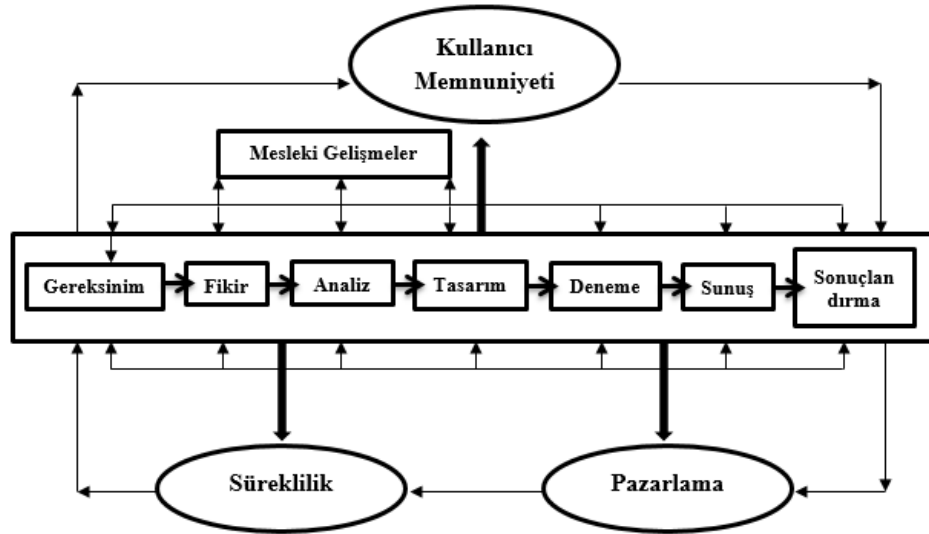 Kullanıcı
Memnuniyeti
Mesleki Gelişmeler
Gereksinim
Fikir
Analiz
Tasarım
Deneme
Sunuş
Sonuçlan
dırma
Süreklilik
Pazarlama